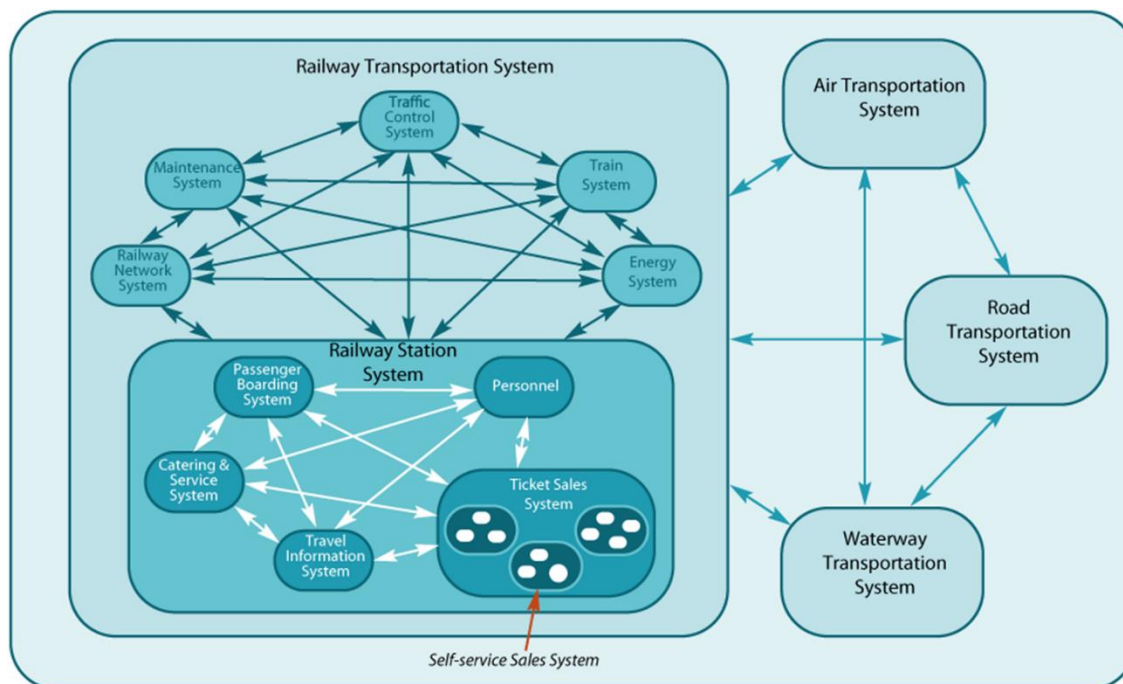 Railway Transportation System
Traffic
Control
System
Maintenance
System
Train
System
Railway
Network
System
Energy
System
Railway Station
System
Passenger
Boarding
System
Personnel
Catering &
Service
System
Ticket Sales
System
Travel
Information
System
Self-service Sales System
Air Transportation
System
Road
Transportation
System
Waterway
Transportation
System